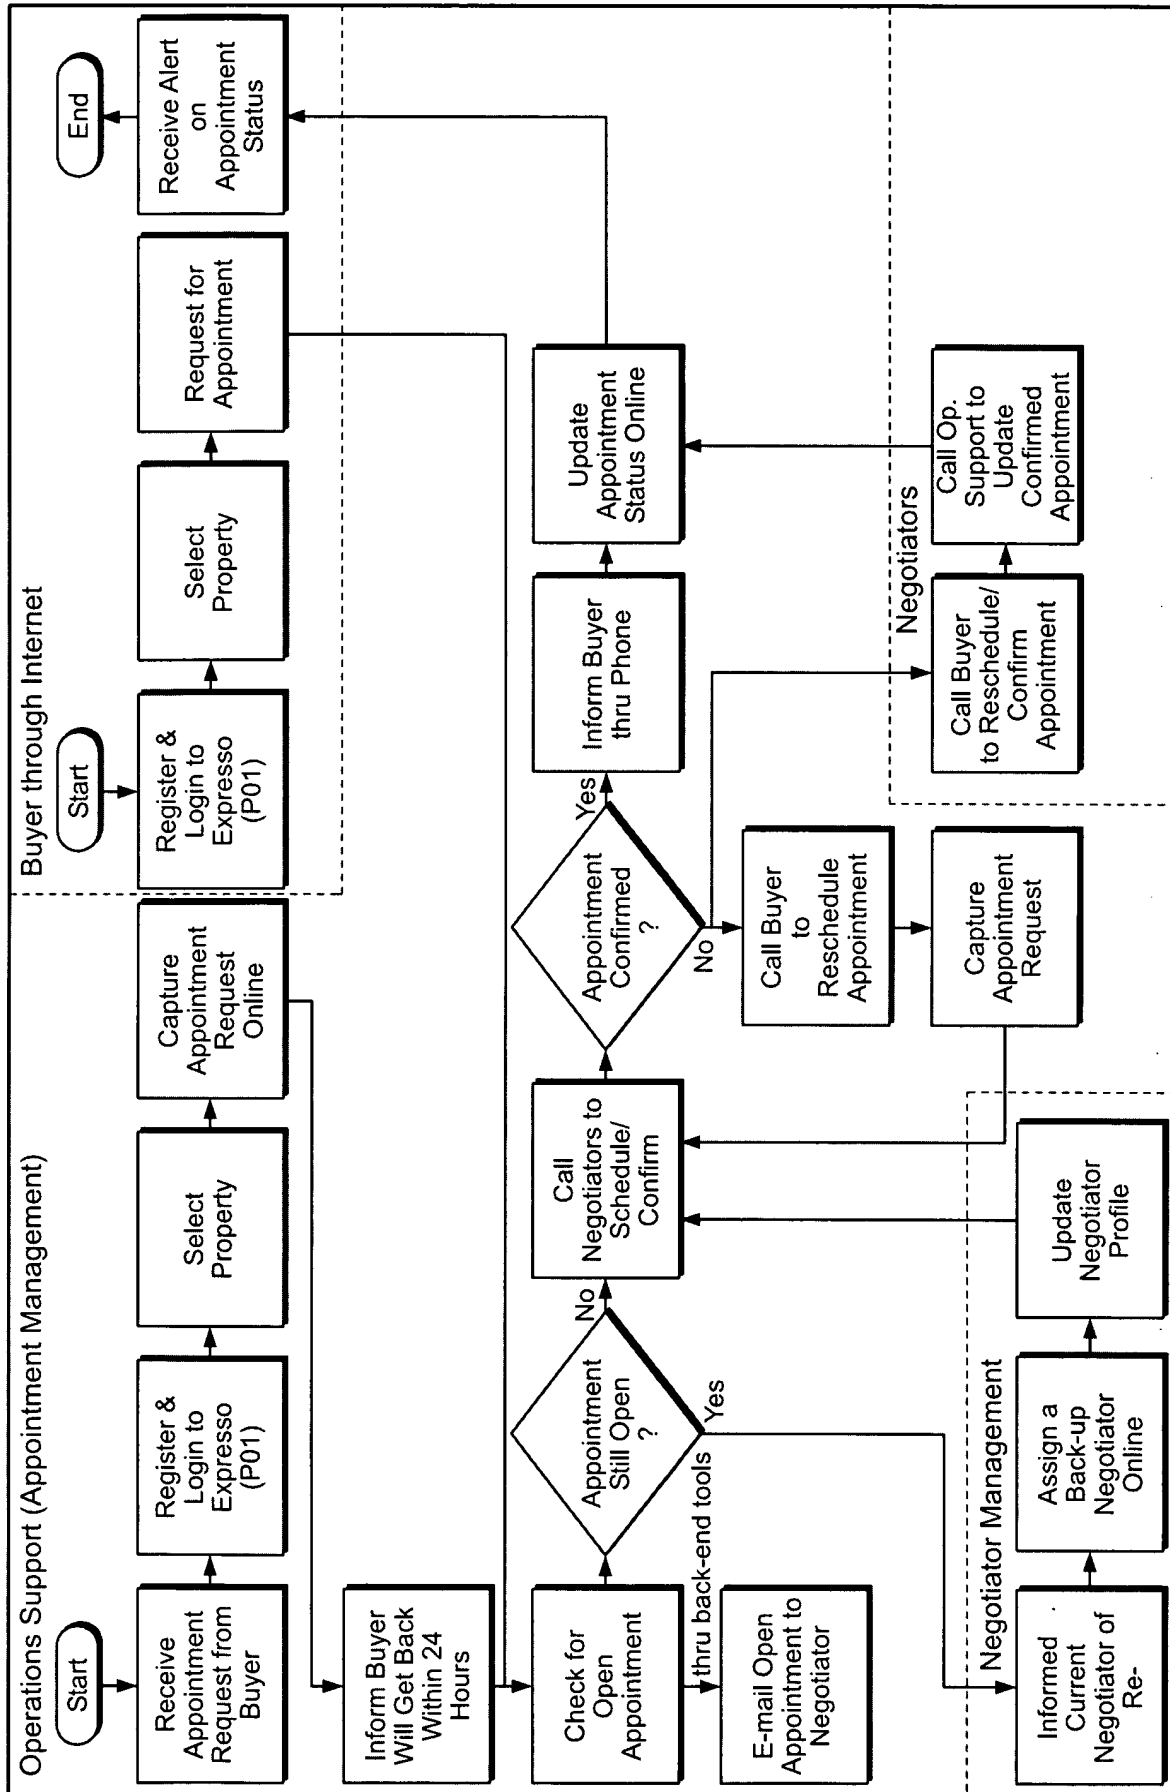 Operations Support (Appointment Management)
Start
Receive
Appointment
Request from
Buyer
Register &
Login to
Expresso
(P01)
Select
Property
Capture
Appointment
Request
Online
Inform Buyer
Will Get Back
Within 24
Hours
Buyer through Internet
Start
Register &
Login to
Expresso
(P01)
Select
Property
Request for
Appointment
Receive Alert
on
Appointment
Status
End
Check for
Open
Appointment
thru back-end tools
E-mail Open
Appointment to
Negotiator
Appointment
Still Open
?
No
Yes
Call
Negotiators to
Schedule/
Confirm
Appointment
Confirmed
?
Yes
No
Inform Buyer
thru Phone
Update
Appointment
Status Online
Call Buyer
to
Reschedule
Appointment
Capture
Appointment
Request
Negotiators
Call Buyer
to Reschedule/
Confirm
Appointment
Call Op.
Support to
Update
Confirmed
Appointment
Negotiator Management
Informed
Current
Negotiator of
Re-
Assign a
Back-up
Negotiator
Online
Update
Negotiator
Profile